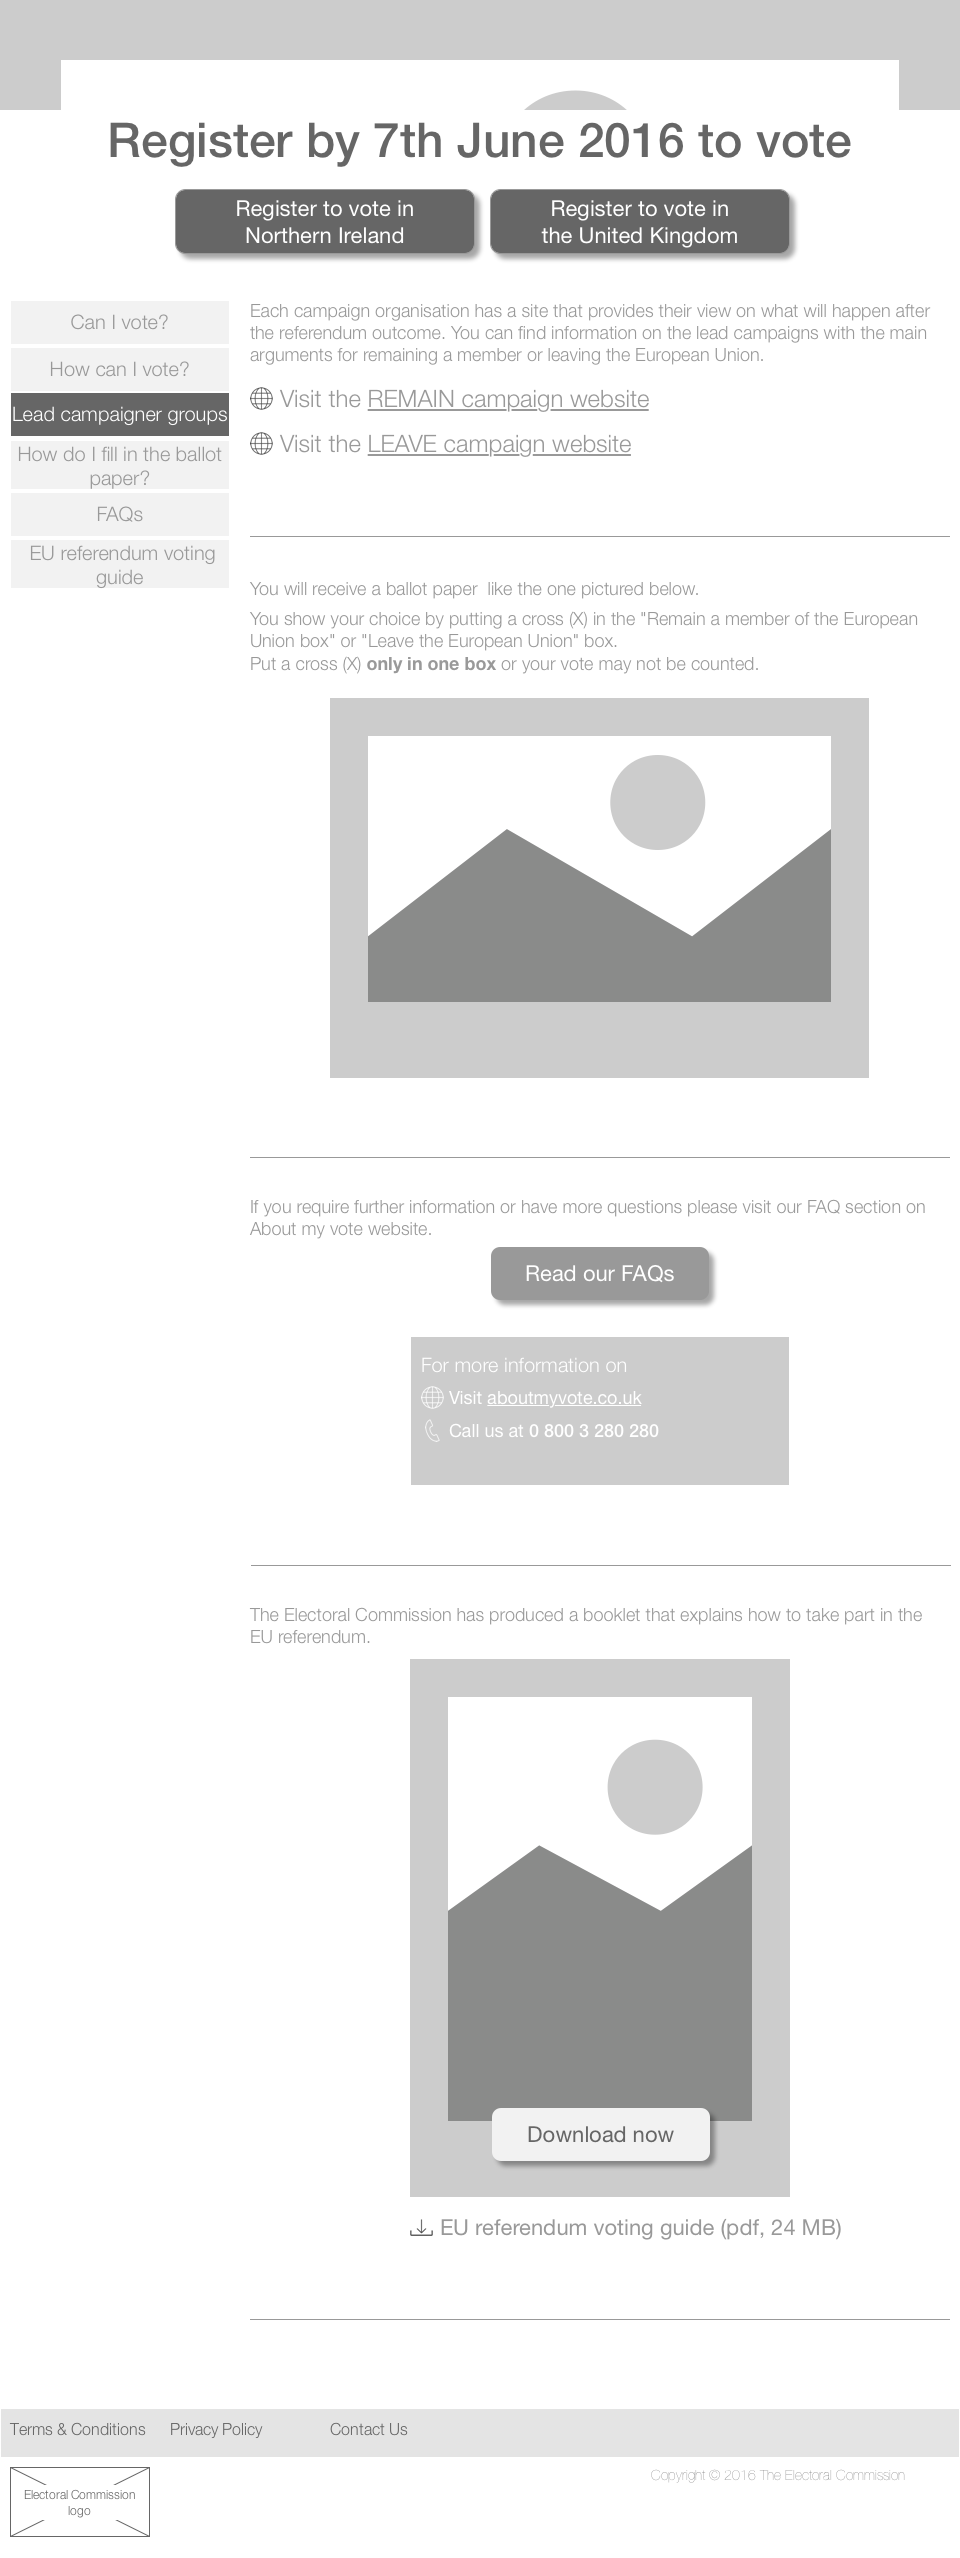 Register by 7th June 2016 to vote
Register to vote in
Northern Ireland
Register to vote in
the United Kingdom
Can I vote?
How can I vote?
Lead campaigner groups
How do I fill in the ballot
paper?
FAQs
EU referendum voting
guide
Each campaign organisation has a site that provides their view on what will happen after
the referendum outcome. You can find information on the lead campaigns with the main
arguments for remaining a member or leaving the European Union.
Visit the REMAIN campaign website
Visit the LEAVE campaign website
You will receive a ballot paper  like the one pictured below.
You show your choice by putting a cross (X) in the "Remain a member of the European
Union box" or "Leave the European Union" box.
Put a cross (X) only in one box or your vote may not be counted.
If you require further information or have more questions please visit our FAQ section on
About my vote website.
Read our FAQs
For more information on
Visit aboutmyvote.co.uk
Call us at 0 800 3 280 280
The Electoral Commission has produced a booklet that explains how to take part in the
EU referendum.
Download now
EU referendum voting guide (pdf, 24 MB)
Terms & Conditions
Privacy Policy
Contact Us
Electoral Commission
logo
Copyright © 2016 The Electoral Commission